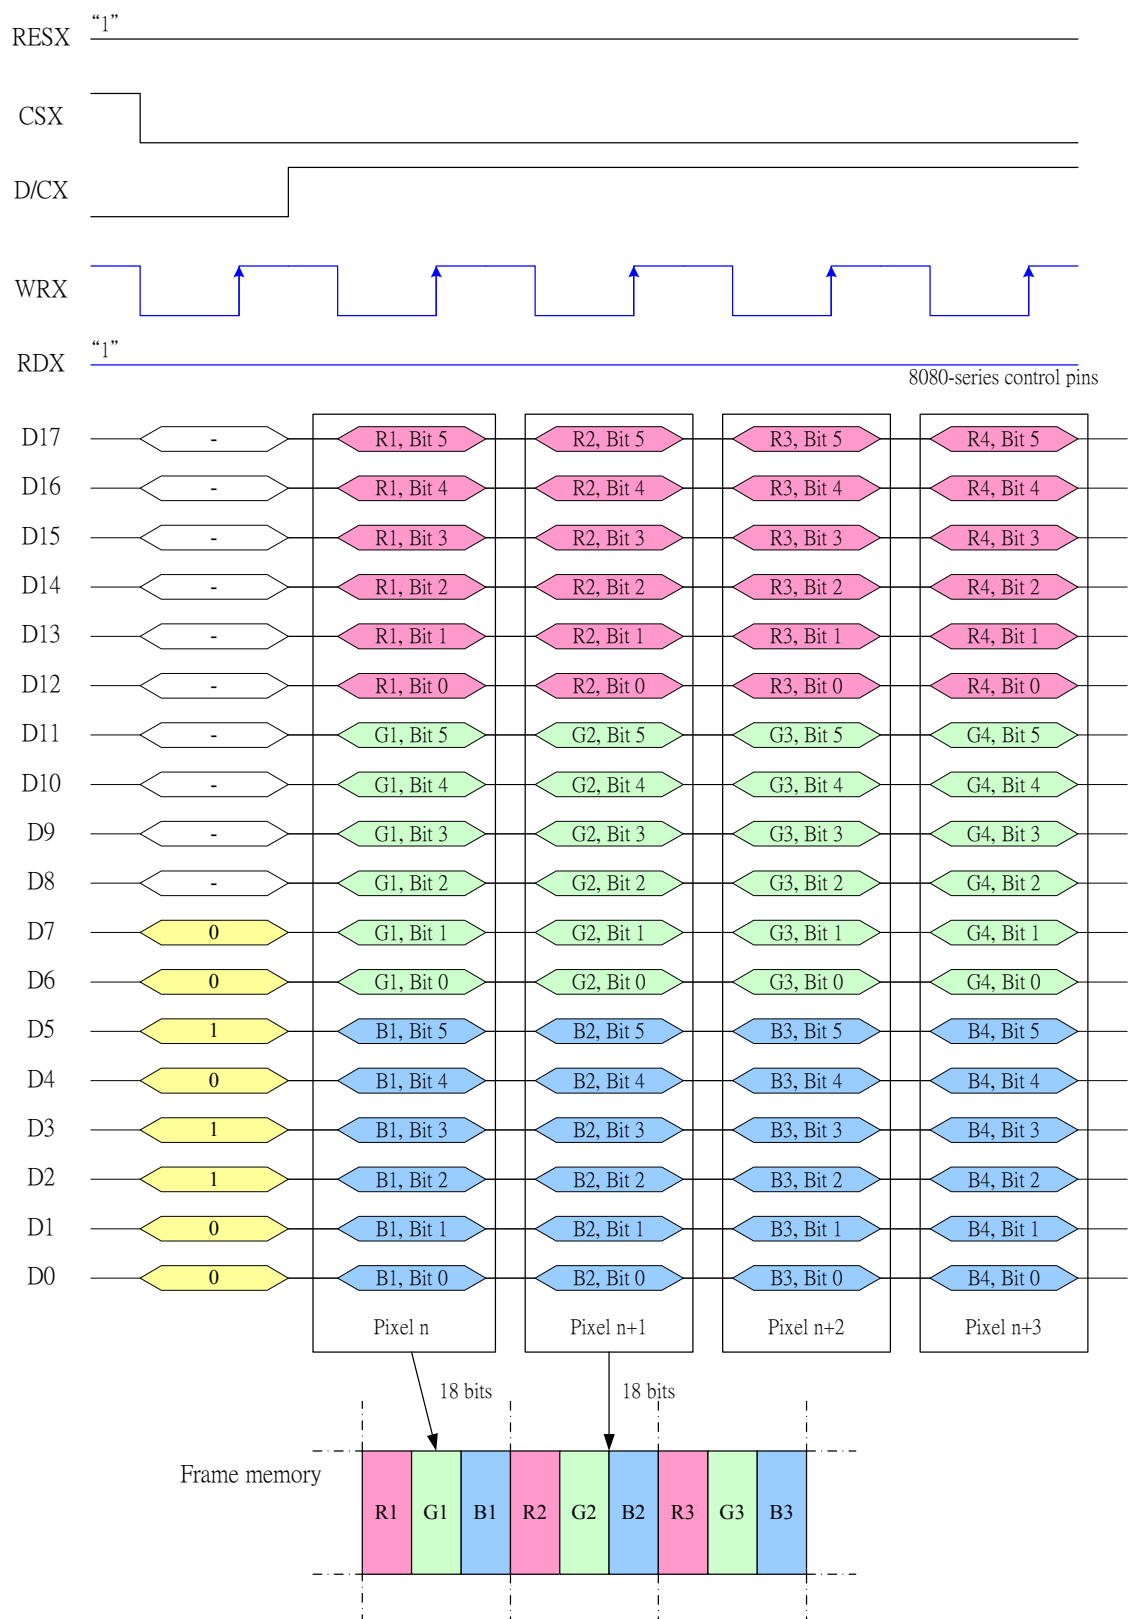 RESX “1”
CSX
D/CX
WRX
RDX “1”
8080-series control pins
D17 - R1, Bit 5 R2, Bit 5 R3, Bit 5 R4, Bit 5
D16 - R1, Bit 4 R2, Bit 4 R3, Bit 4 R4, Bit 4
D15 - R1, Bit 3 R2, Bit 3 R3, Bit 3 R4, Bit 3
D14 - R1, Bit 2 R2, Bit 2 R3, Bit 2 R4, Bit 2
D13 - R1, Bit 1 R2, Bit 1 R3, Bit 1 R4, Bit 1
D12 - R1, Bit 0 R2, Bit 0 R3, Bit 0 R4, Bit 0
D11 - G1, Bit 5 G2, Bit 5 G3, Bit 5 G4, Bit 5
D10 - G1, Bit 4 G2, Bit 4 G3, Bit 4 G4, Bit 4
D9 - G1, Bit 3 G2, Bit 3 G3, Bit 3 G4, Bit 3
D8 - G1, Bit 2 G2, Bit 2 G3, Bit 2 G4, Bit 2
D7 0 G1, Bit 1 G2, Bit 1 G3, Bit 1 G4, Bit 1
D6 0 G1, Bit 0 G2, Bit 0 G3, Bit 0 G4, Bit 0
D5 1 B1, Bit 5 B2, Bit 5 B3, Bit 5 B4, Bit 5
D4 0 B1, Bit 4 B2, Bit 4 B3, Bit 4 B4, Bit 4
D3 1 B1, Bit 3 B2, Bit 3 B3, Bit 3 B4, Bit 3
D2 1 B1, Bit 2 B2, Bit 2 B3, Bit 2 B4, Bit 2
D1 0 B1, Bit 1 B2, Bit 1 B3, Bit 1 B4, Bit 1
D0 0 B1, Bit 0 B2, Bit 0 B3, Bit 0 B4, Bit 0
Pixel n Pixel n+1 Pixel n+2 Pixel n+3
18 bits 18 bits
Frame memory
R1 G1 B1 R2 G2 B2 R3 G3 B3